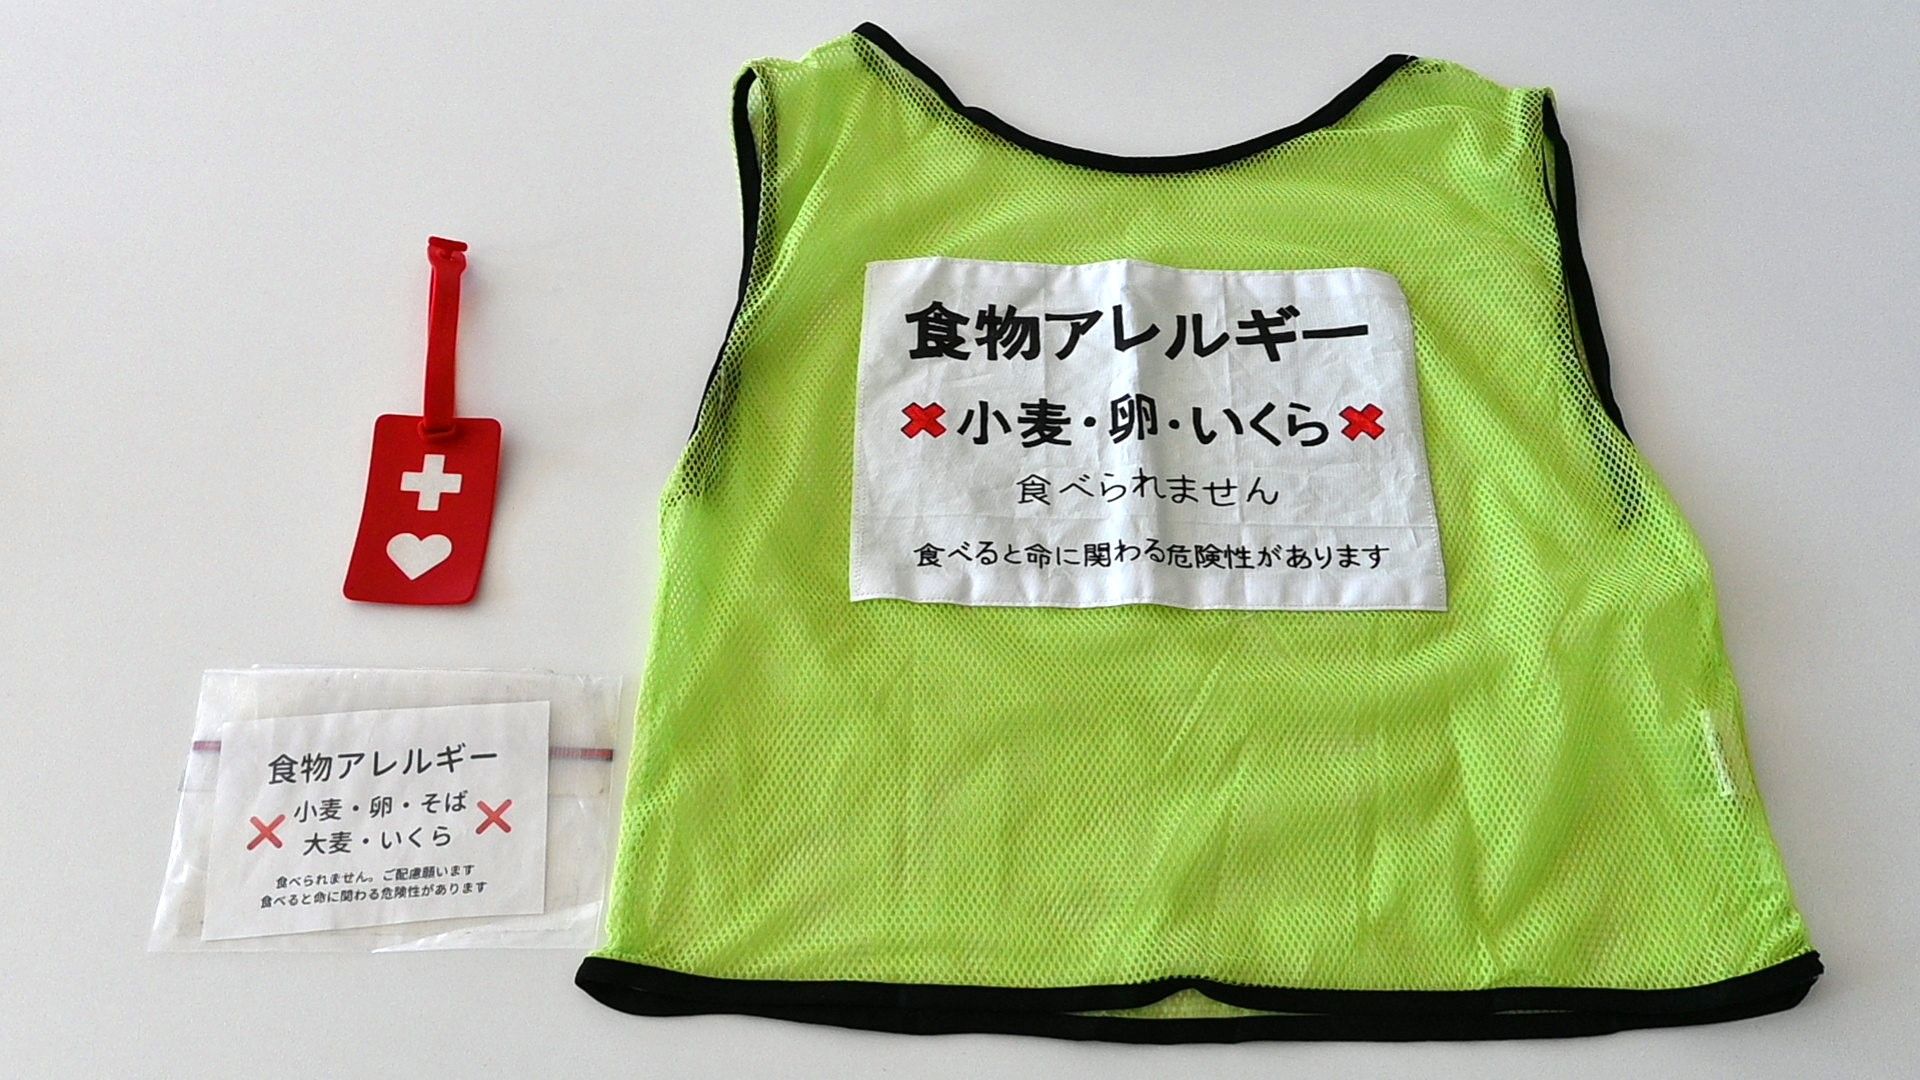 食物アレルギー
小麦・卵・いくら
食べられません
食べると命に関わる危険性があります
食物アレルギー
小麦・卵・そば
大麦・いくら
食べられません。ご配慮願います
食べると命に関わる危険性があります